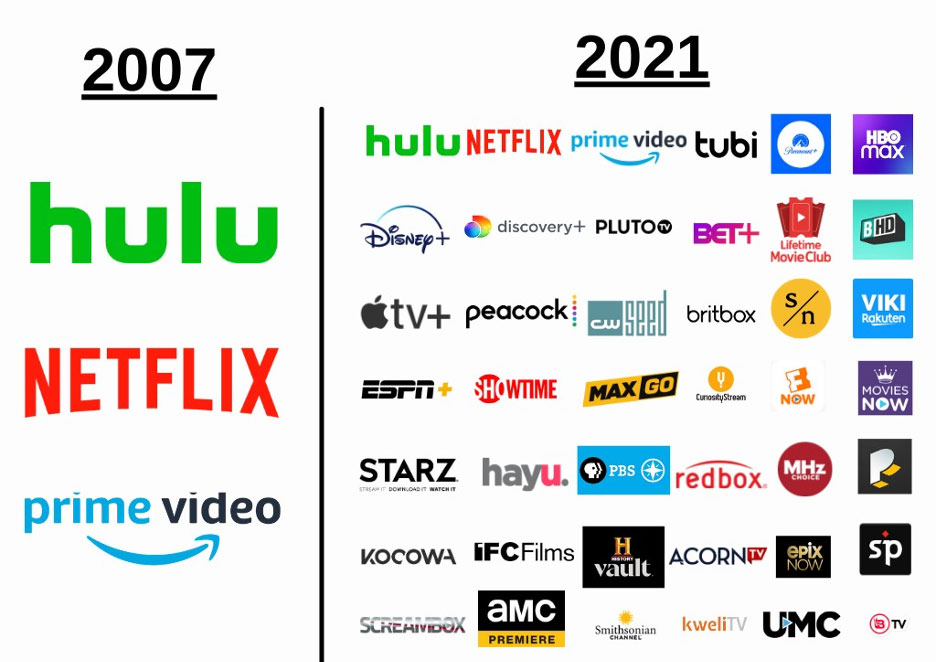 2007
2021
hulu
NETFLIX
prime video
hulu NETFLIX prime video tubi Paramount+ HBO max
Disney+ discovery+ PLUTO TV BET+ Lifetime Movie Club BHD
tv+ peacock cw seed britbox s/n VIKI Rakuten
ESPN+ SHOWTIME MAX GO CuriosityStream NOW MOVIES NOW
STARZ hayu. PBS redbox. MHz CHOICE
STREAM IT DOWNLOAD IT WATCH IT
KOCOWA IFC Films H HISTORY vault ACORN TV epix NOW sp
SCREAMBOX amc PREMIERE Smithsonian CHANNEL kweliTV UMC TV